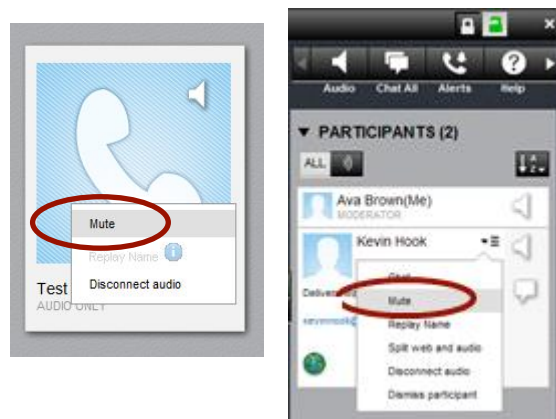 Mute
Replay Name
Disconnect audio
Test
AUDIO ONLY
Audio Chat All Alerts Help
PARTICIPANTS (2)
ALL
Ava Brown(Me)
MODERATOR
Kevin Hook
Chat
Mute
Replay Name
Split web and audio
Disconnect audio
Dismiss participant